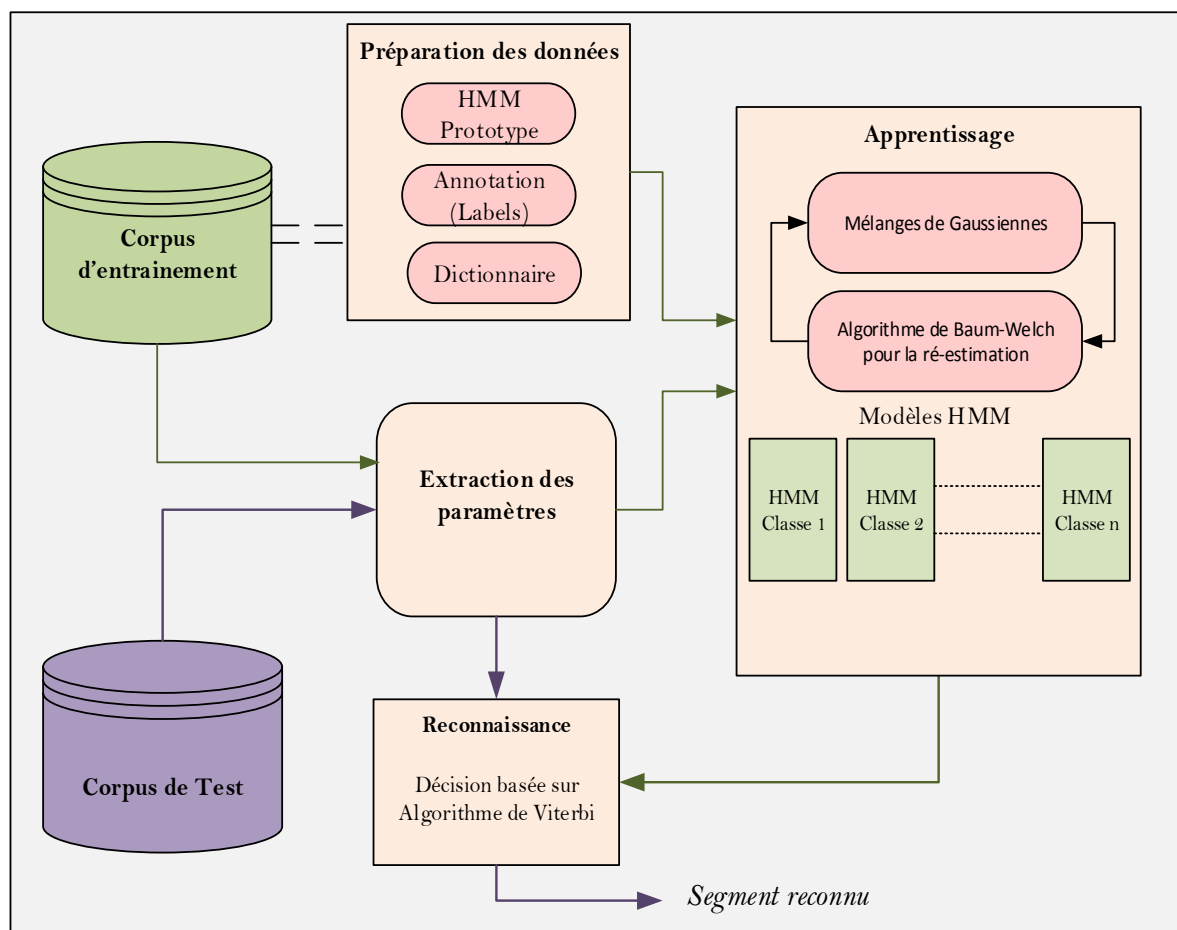 Préparation des données
HMM
Prototype
Annotation
(Labels)
Dictionnaire
Corpus
d'entrainement
Apprentissage
Mélanges de Gaussiennes
Algorithme de Baum-Welch
pour la ré-estimation
Modèles HMM
HMM
Classe 1
HMM
Classe 2
HMM
Classe n
Extraction des
paramètres
Corpus de Test
Reconnaissance
Décision basée sur
Algorithme de Viterbi
Segment reconnu